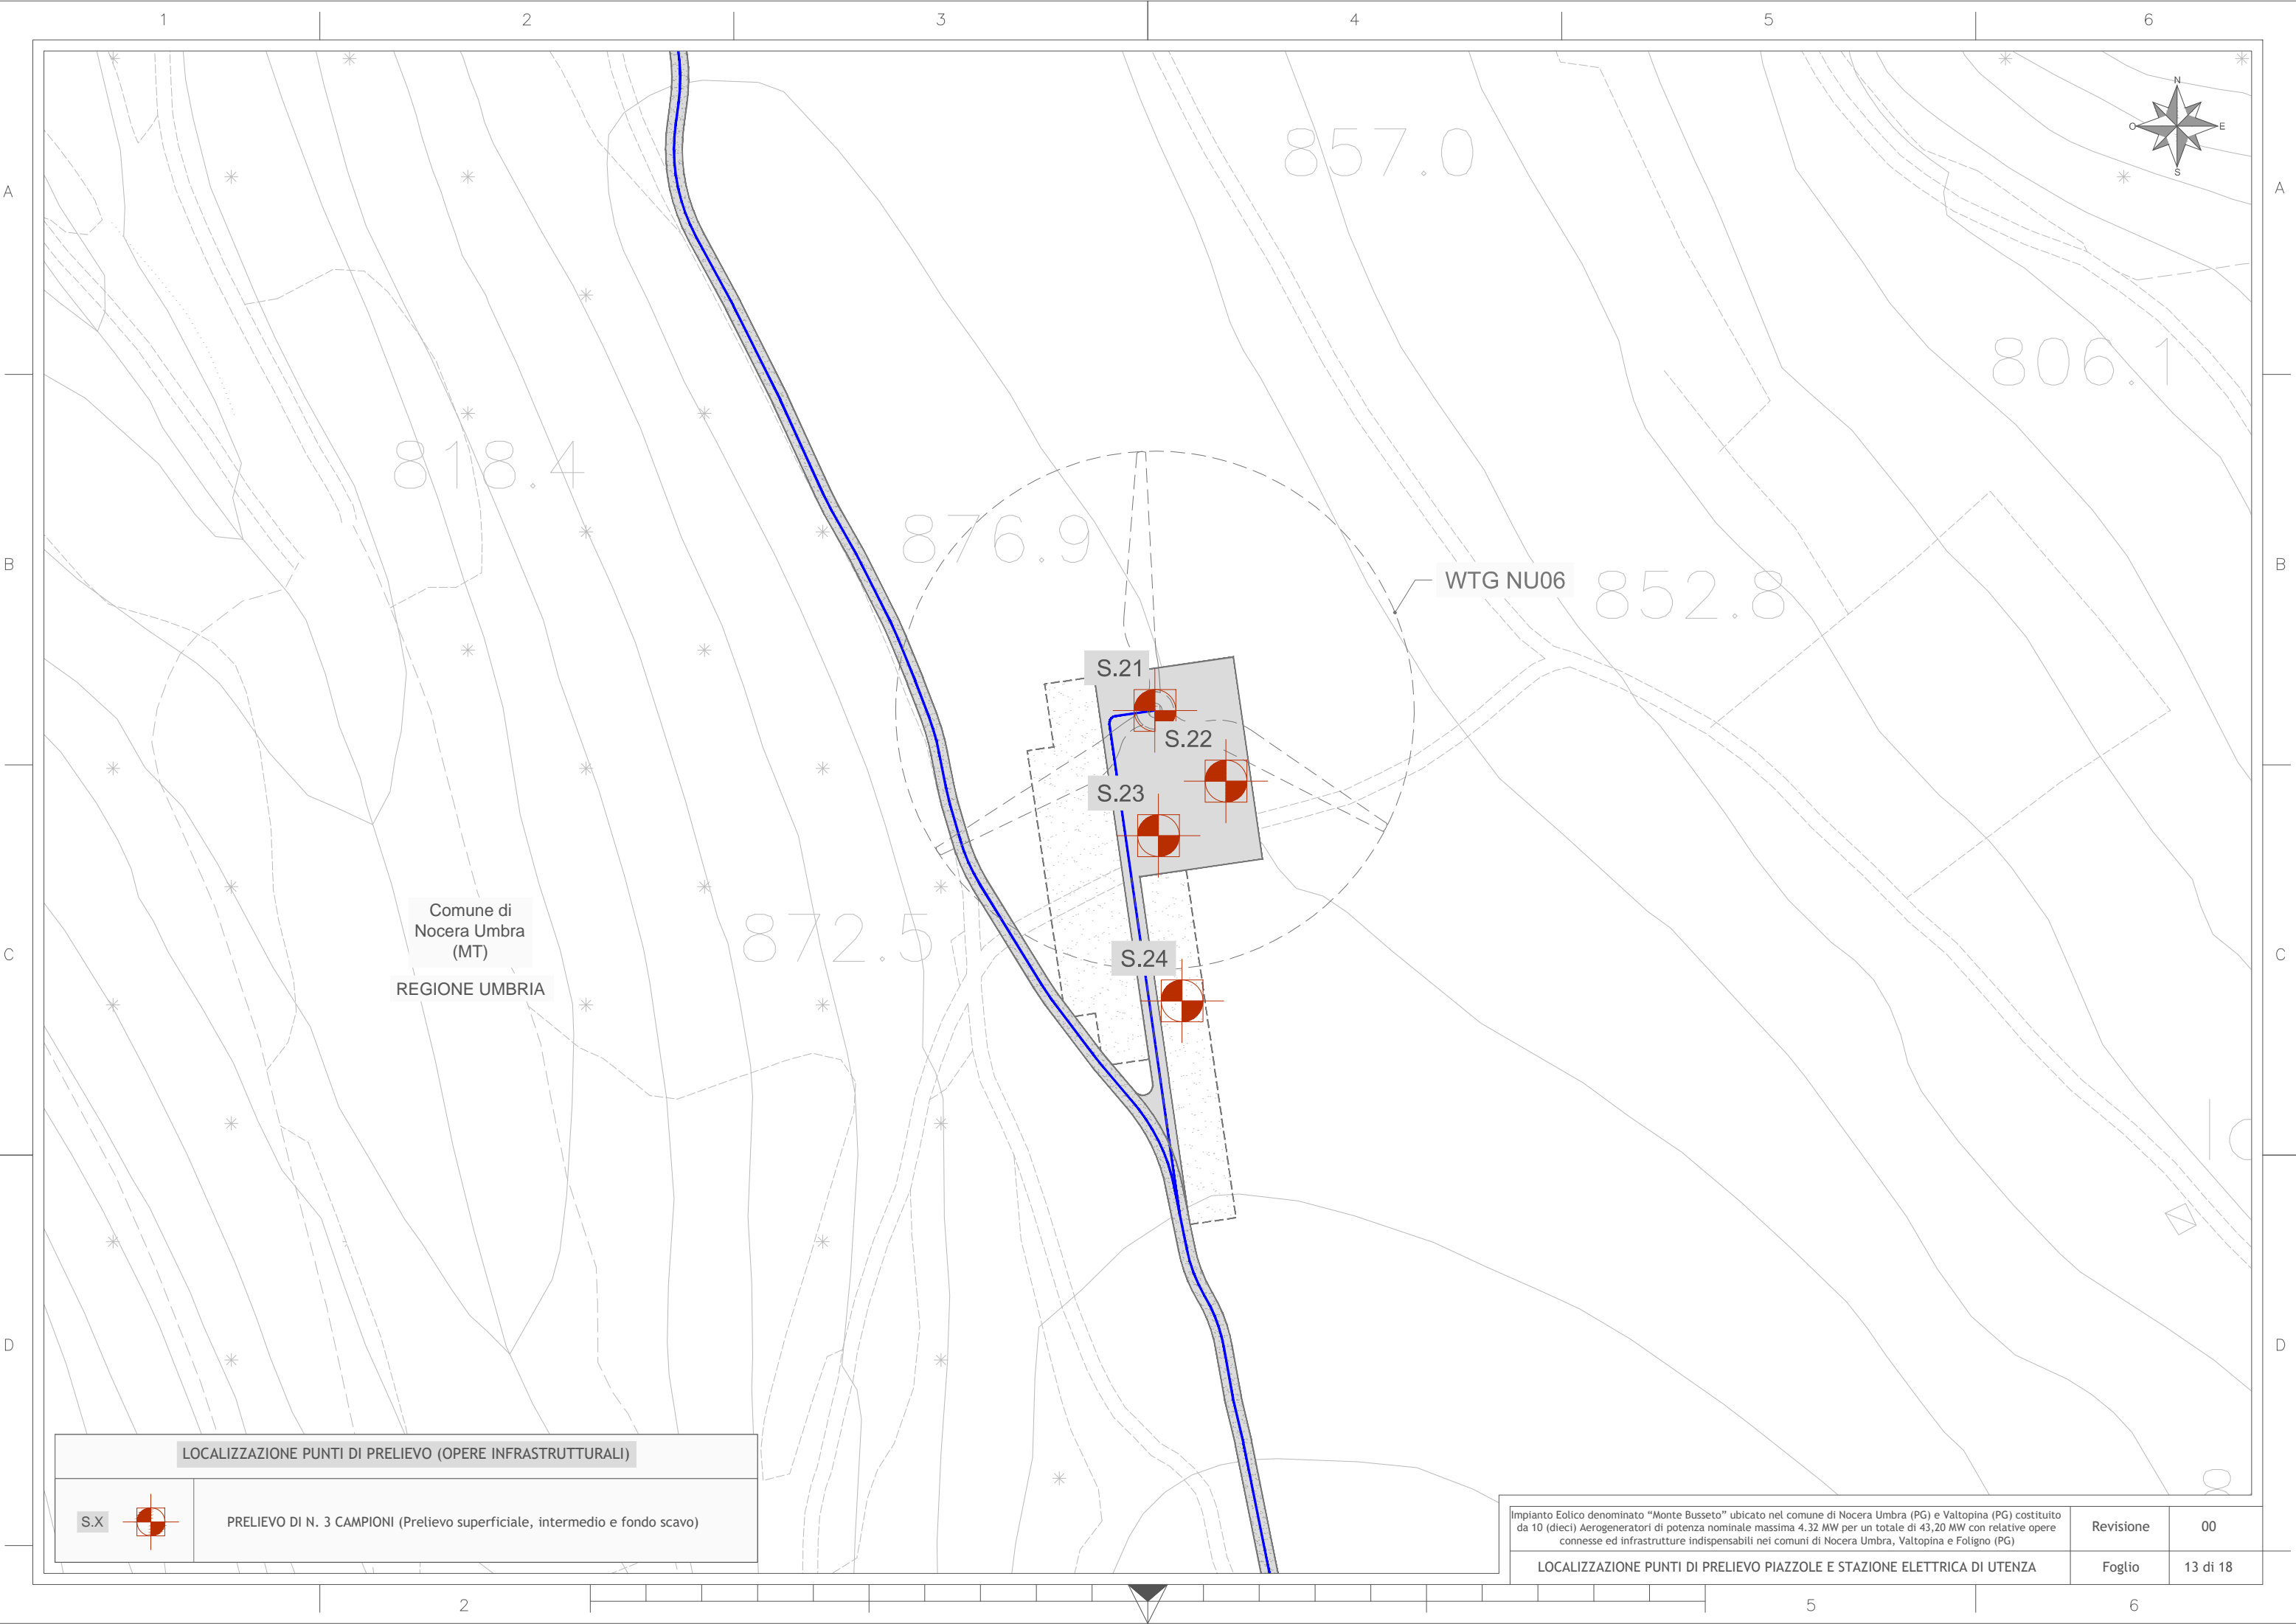 1 2 3 4 5 6
N
O E
S
A A
857.0
806.1
818.4
876.9
B B
WTG NU06
852.8
S.21
S.22
S.23
Comune di
Nocera Umbra
(MT)
REGIONE UMBRIA
872.5
C C
S.24
D D
8
LOCALIZZAZIONE PUNTI DI PRELIEVO (OPERE INFRASTRUTTURALI)
S.X PRELIEVO DI N. 3 CAMPIONI (Prelievo superficiale, intermedio e fondo scavo)
Impianto Eolico denominato “Monte Busseto” ubicato nel comune di Nocera Umbra (PG) e Valtopina (PG) costituito
da 10 (dieci) Aerogeneratori di potenza nominale massima 4.32 MW per un totale di 43,20 MW con relative opere
connesse ed infrastrutture indispensabili nei comuni di Nocera Umbra, Valtopina e Foligno (PG)
Revisione 00
LOCALIZZAZIONE PUNTI DI PRELIEVO PIAZZOLE E STAZIONE ELETTRICA DI UTENZA
Foglio 13 di 18
2 5 6